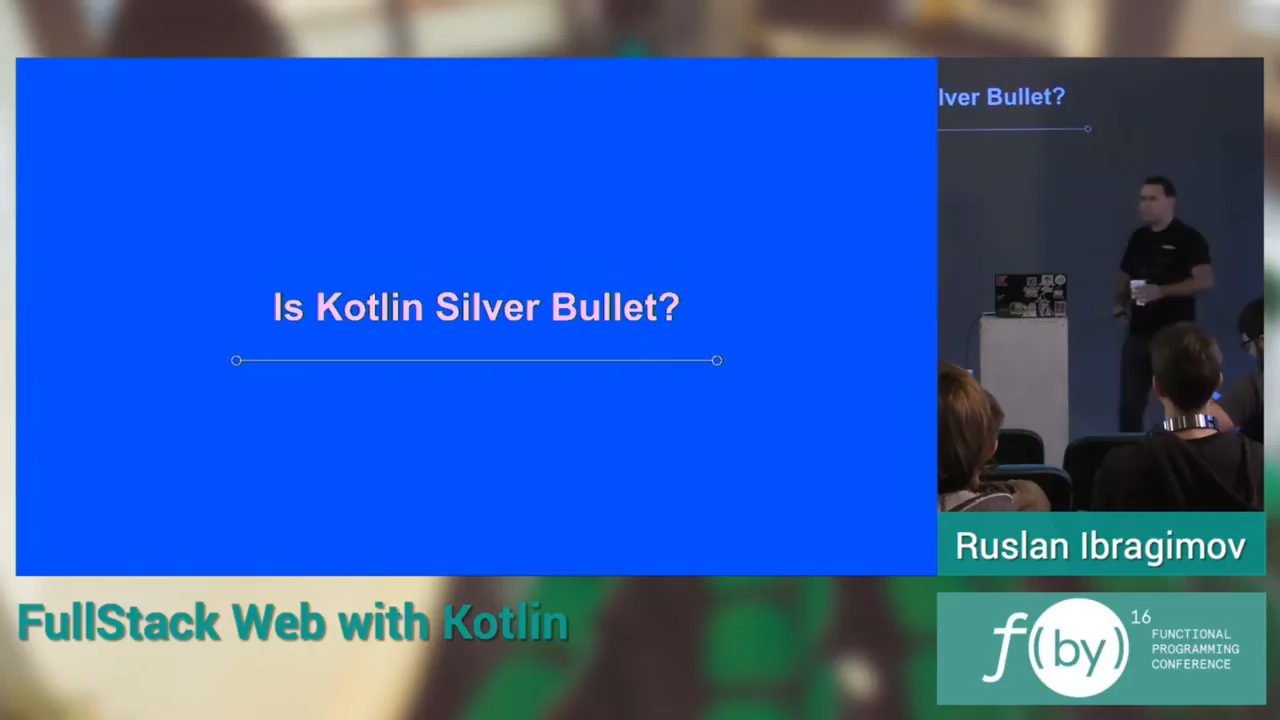 Is Kotlin Silver Bullet?
lver Bullet?
Ruslan Ibragimov
FullStack Web with Kotlin
f(by)16
FUNCTIONAL
PROGRAMMING
CONFERENCE